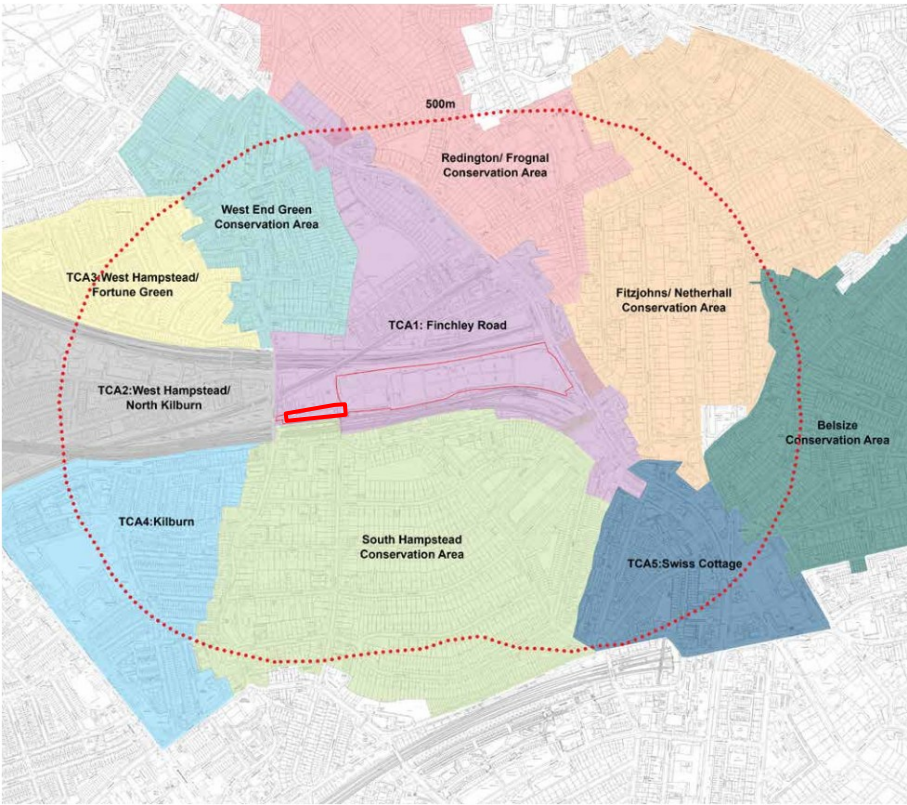 500m
Redington/ Frognal
Conservation Area
West End Green
Conservation Area
TCA3:West Hampstead/
Fortune Green
Fitzjohns/ Netherhall
Conservation Area
TCA1: Finchley Road
TCA2:West Hampstead/
North Kilburn
Belsize
Conservation Area
TCA4:Kilburn
South Hampstead
Conservation Area
TCA5:Swiss Cottage